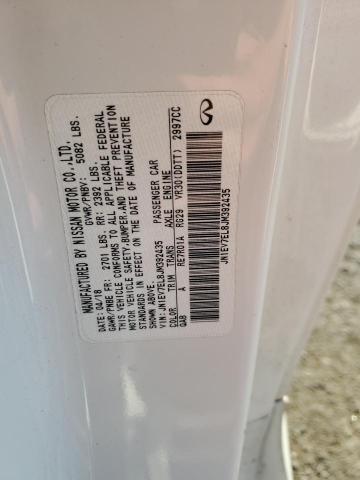 MANUFACTURED BY NISSAN MOTOR CO.,LTD.
DATE: 04/18 GVWR/PNBV: 5082 LBS.
GAWR/PNBE FR: 2701 LBS. RR: 2392 LBS.
THIS VEHICLE CONFORMS TO ALL APPLICABLE FEDERAL
MOTOR VEHICLE SAFETY,BUMPER,AND THEFT PREVENTION
STANDARDS IN EFFECT ON THE DATE OF MANUFACTURE
SHOWN ABOVE.
VIN: JN1EV7EL8JM392435 PASSENGER CAR
COLOR TRIM TRANS AXLE ENGINE
QAB A RE7R01A RG29 VR30(DDTT) 2997CC
JN1EV7EL8JM392435